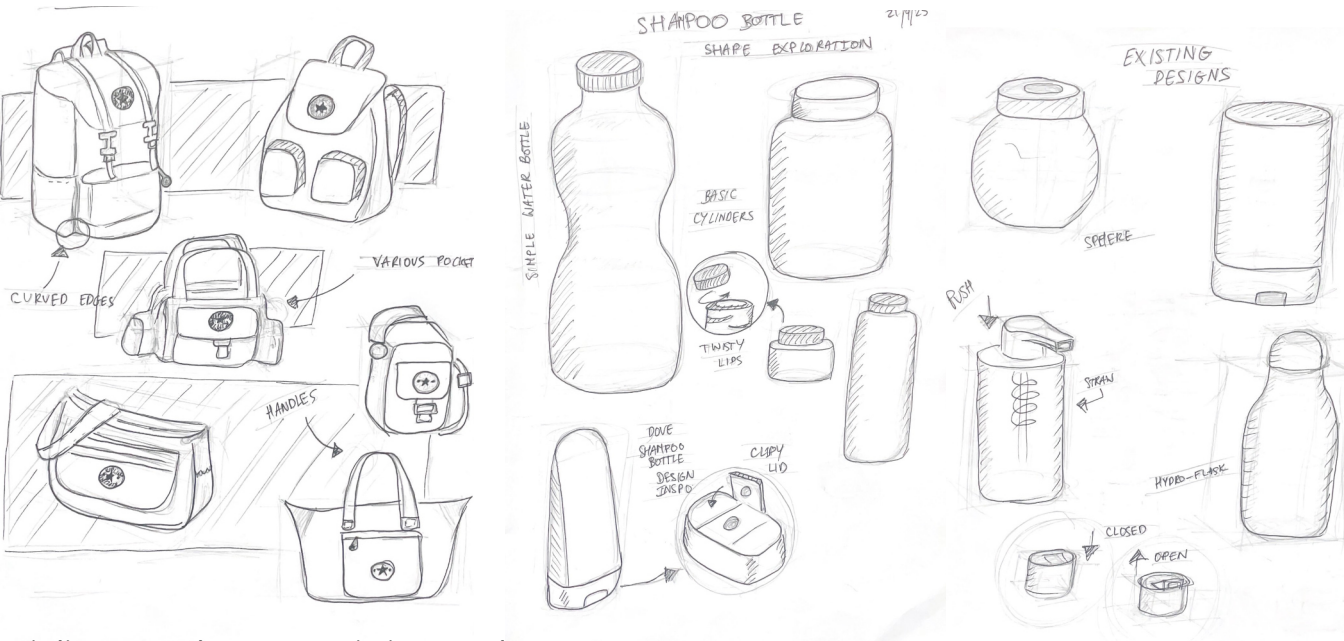 CURVED EDGES
VARIOUS POCKET
HANDLES
SHAMPOO BOTTLE
21/9/23
SHAPE EXPLORATION
SIMPLE WATER BOTTLE
BASIC
CYLINDERS
TWISTY
LIDS
DOVE
SHAMPOO
BOTTLE
DESIGN
INSPO
CLIPY
LID
EXISTING
DESIGNS
SPHERE
PUSH
STRAW
HYDRO-FLASK
CLOSED
OPEN